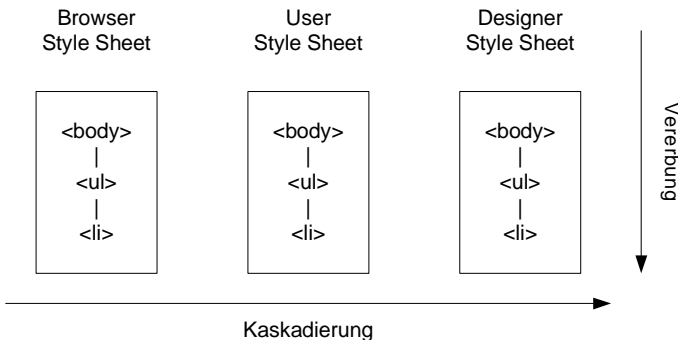 Browser
Style Sheet
User
Style Sheet
Designer
Style Sheet
<body>
|
<ul>
|
<li>
<body>
|
<ul>
|
<li>
<body>
|
<ul>
|
<li>
Vererbung
Kaskadierung